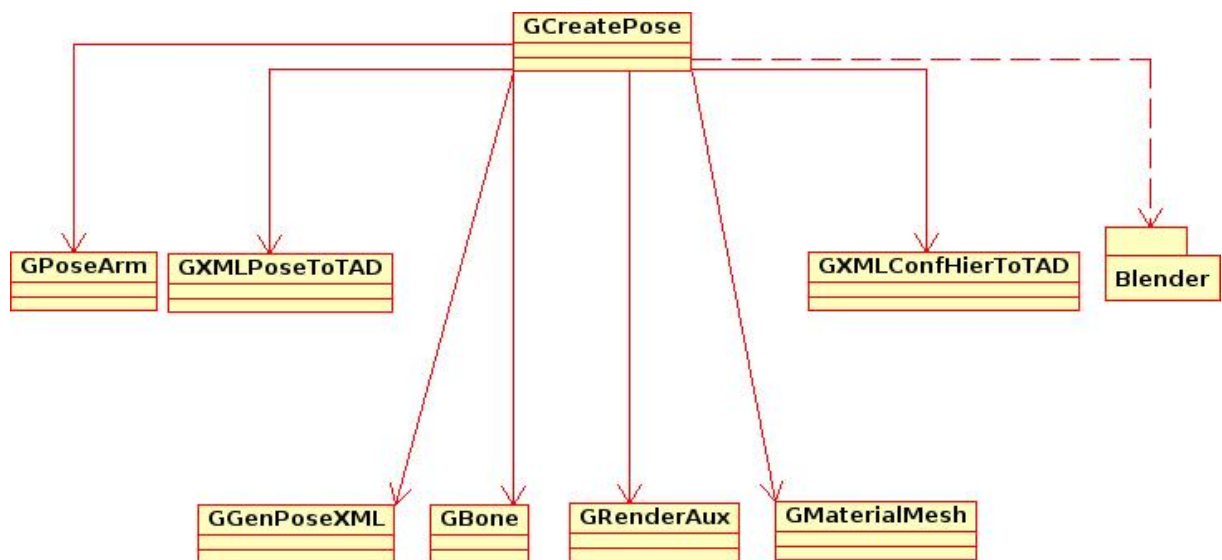 GCreatePose
GPoseArm
GXMLPoseToTAD
GXMLConfHierToTAD
Blender
GGenPoseXML
GBone
GRenderAux
GMaterialMesh